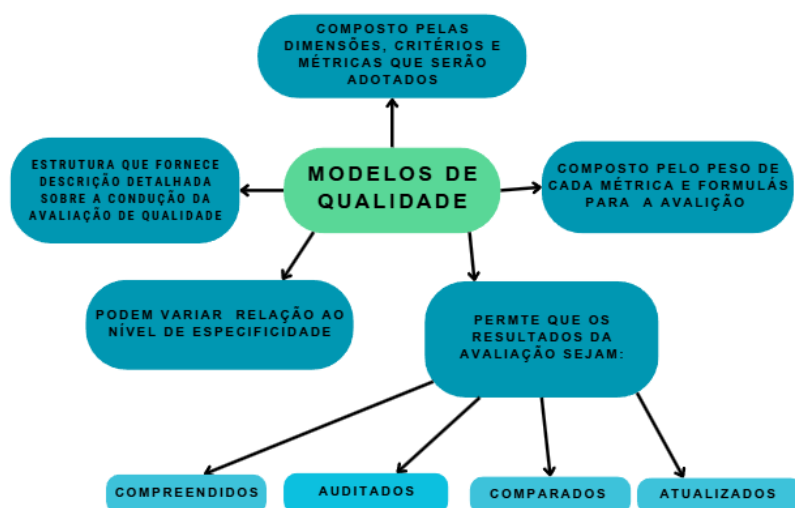 COMPOSTO PELAS
DIMENSÕES, CRITÉRIOS E
MÉTRICAS QUE SERÃO
ADOTADOS
ESTRUTURA QUE FORNECE
DESCRIÇÃO DETALHADA
SOBRE A CONDUÇÃO DA
AVALIAÇÃO DE QUALIDADE
MODELOS DE
QUALIDADE
COMPOSTO PELO PESO DE
CADA MÉTRICA E FORMULÁS
PARA A AVALIÇÃO
PODEM VARIAR RELAÇÃO AO
NÍVEL DE ESPECIFICIDADE
PERMTE QUE OS
RESULTADOS DA
AVALIAÇÃO SEJAM:
COMPREENDIDOS
AUDITADOS
COMPARADOS
ATUALIZADOS